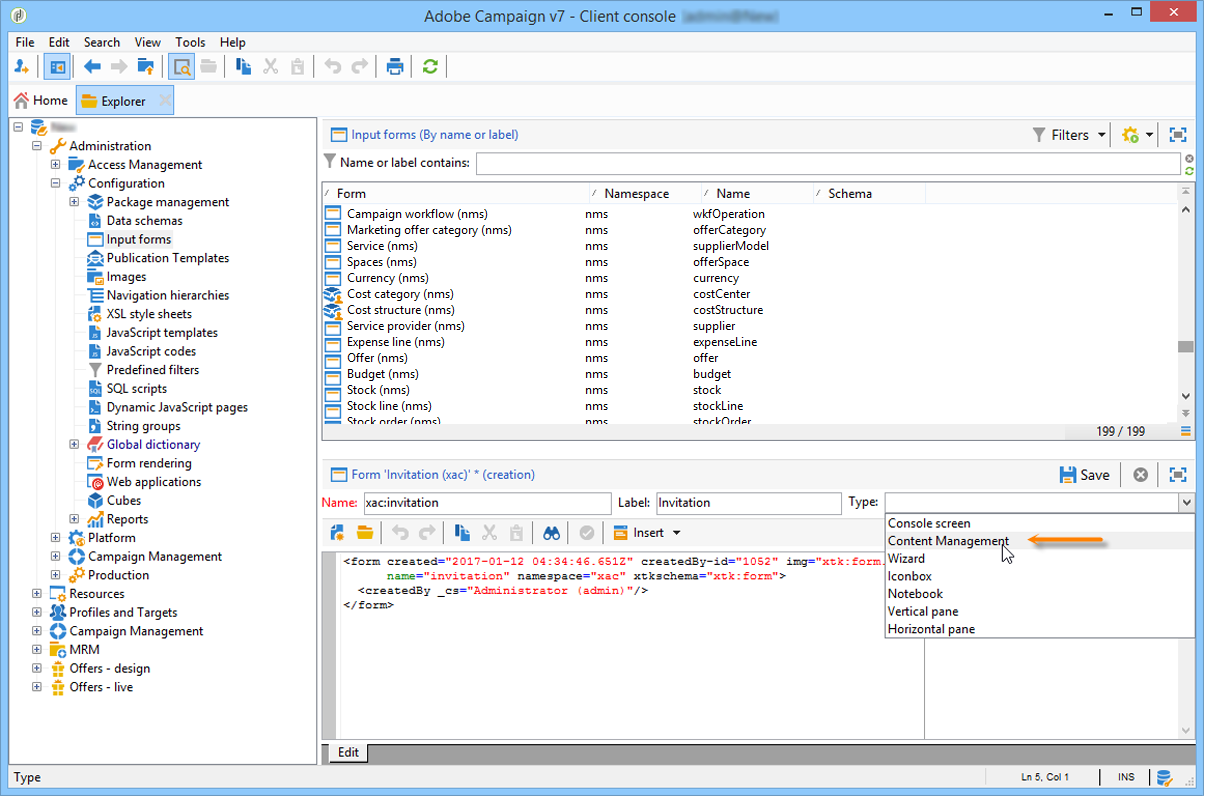 Adobe Campaign v7 - Client console
File Edit Search View Tools Help
Home
Explorer
Administration
Access Management
Configuration
Package management
Data schemas
Input forms
Publication Templates
Images
Navigation hierarchies
XSL style sheets
JavaScript templates
JavaScript codes
Predefined filters
SQL scripts
Dynamic JavaScript pages
String groups
Global dictionary
Form rendering
Web applications
Cubes
Reports
Platform
Campaign Management
Production
Resources
Profiles and Targets
Campaign Management
MRM
Offers - design
Offers - live
Input forms (By name or label)
Filters
Name or label contains:
Form Namespace Name Schema
Campaign workflow (nms) nms wkfOperation
Marketing offer category (nms) nms offerCategory
Service (nms) nms supplierModel
Spaces (nms) nms offerSpace
Currency (nms) nms currency
Cost category (nms) nms costCenter
Cost structure (nms) nms costStructure
Service provider (nms) nms supplier
Expense line (nms) nms expenseLine
Offer (nms) nms offer
Budget (nms) nms budget
Stock (nms) nms stock
Stock line (nms) nms stockLine
Stock order (nms) nms stockOrder
199 / 199
Form 'Invitation (xac)' * (creation)
Save
Name: xac:invitation Label: Invitation Type:
Insert
Console screen
Content Management
Wizard
Iconbox
Notebook
Vertical pane
Horizontal pane
<form created="2017-01-12 04:34:46.651Z" createdBy-id="1052" img="xtk:form.
name="invitation" namespace="xac" xtkschema="xtk:form">
<createdBy _cs="Administrator (admin)"/>
</form>
Edit
Type
Ln 5, Col 1
INS